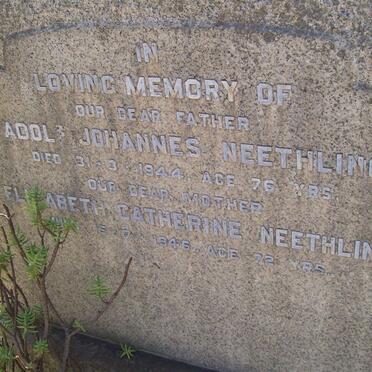 IN
LOVING MEMORY OF
OUR DEAR FATHER
JOHANNES NEETHLING
DIED 31-3-1944 AGE 76 YRS.
OUR DEAR MOTHER
ELIZABETH CATHERINE NEETHLING
1946 AGE 72 YRS.